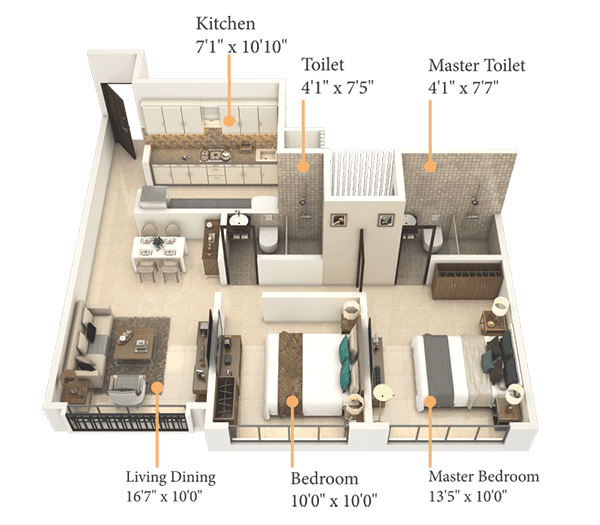 Kitchen
7'1" x 10'10"
Toilet
4'1" x 7'5"
Master Toilet
4'1" x 7'7"
Living Dining
16'7" x 10'0"
Bedroom
10'0" x 10'0"
Master Bedroom
13'5" x 10'0"